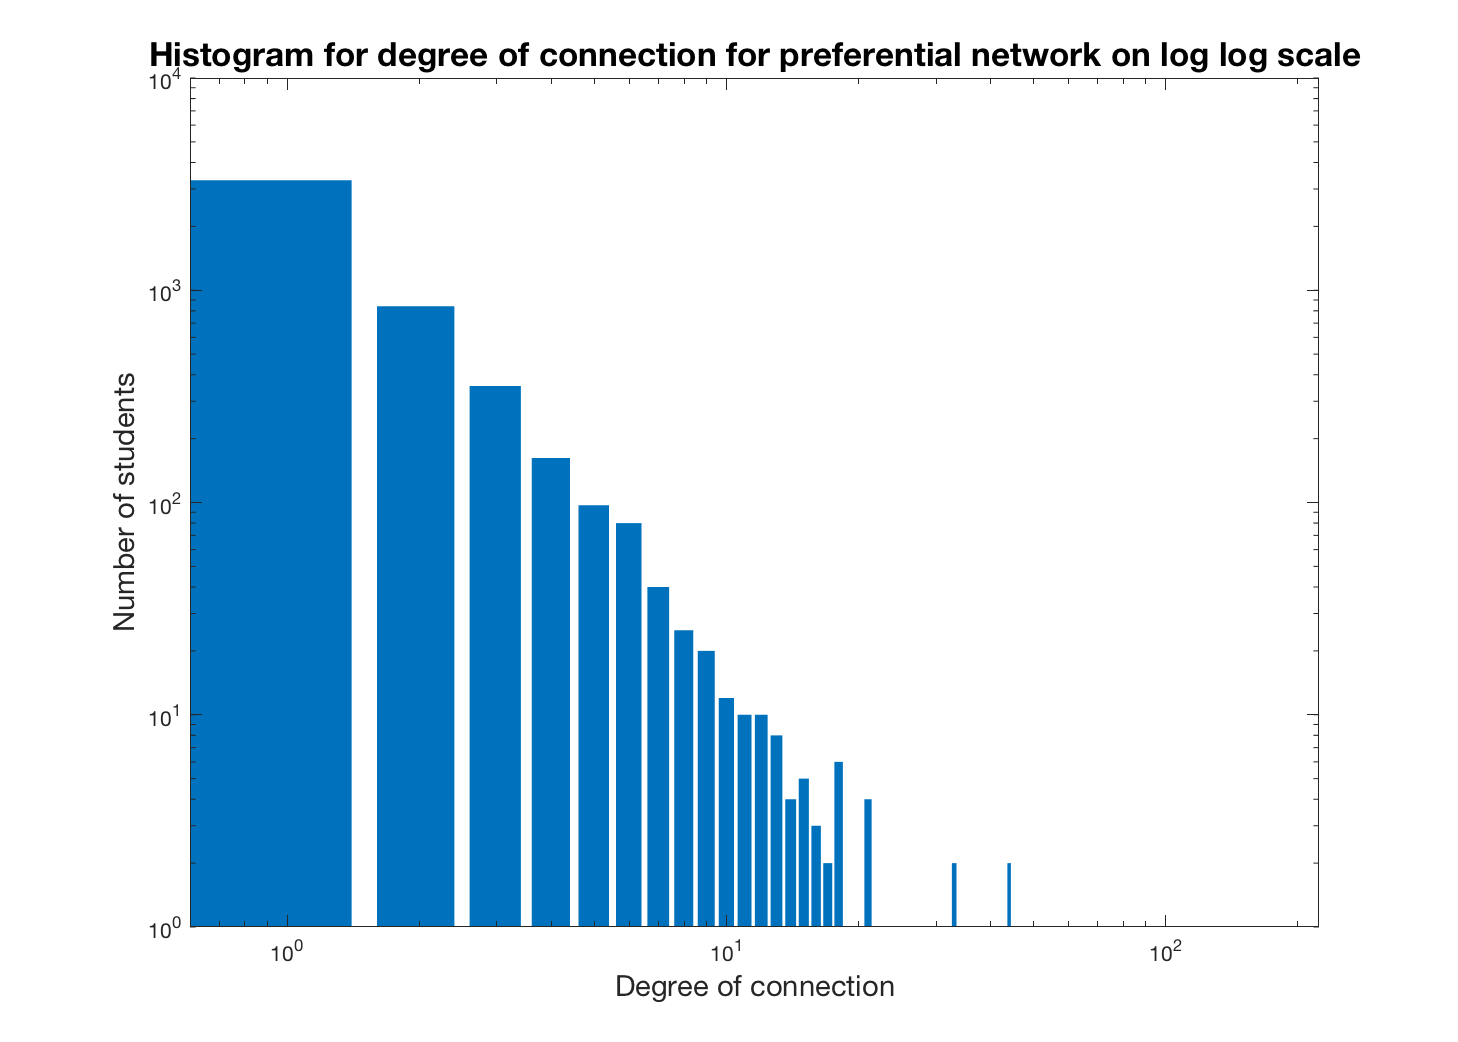 Histogram for degree of connection for preferential network on log log scale
10^4
10^3
10^2
10^1
10^0
Number of students
10^0 10^1 10^2
Degree of connection